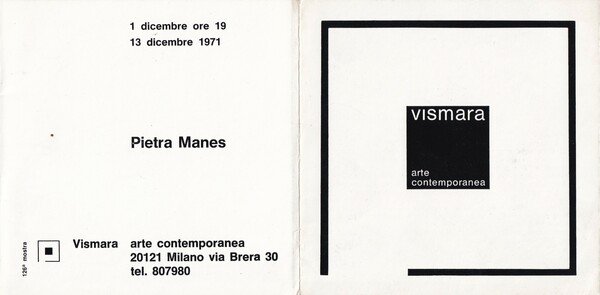 1 dicembre ore 19
13 dicembre 1971
Pietra Manes
Vismara arte contemporanea
20121 Milano via Brera 30
tel. 807980
126ª mostra
vısmara
arte
contemporanea